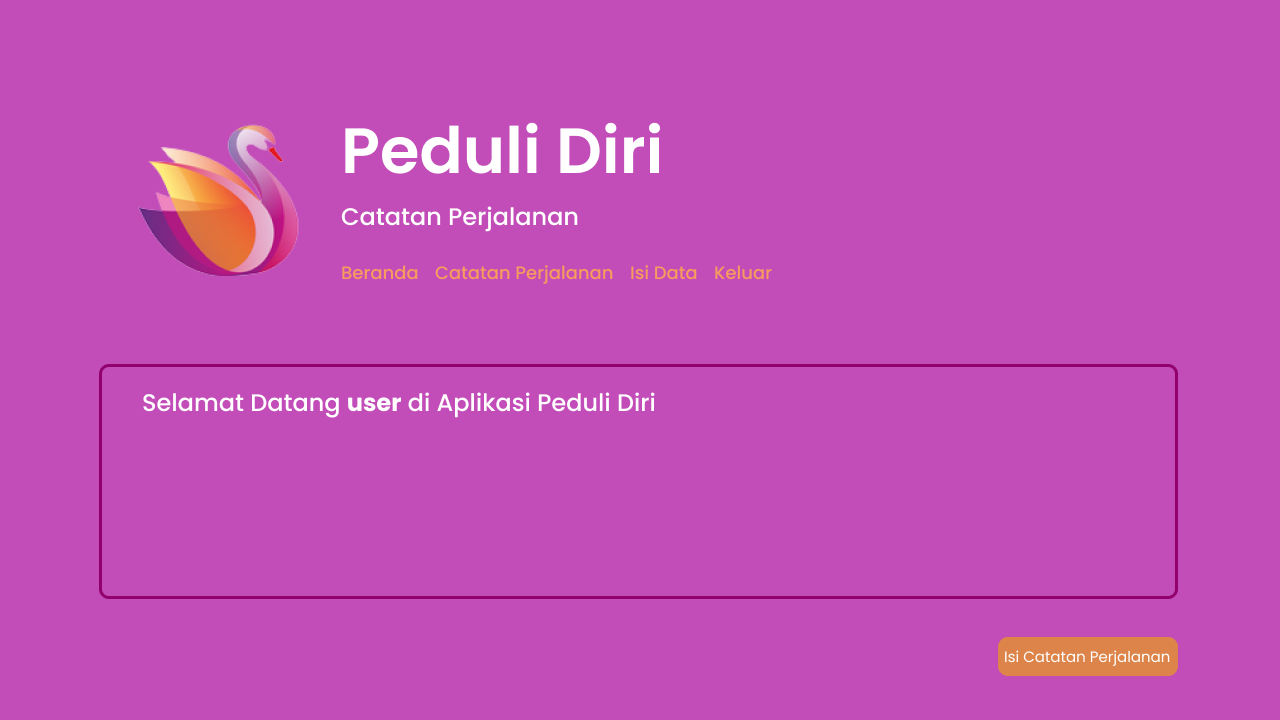 Peduli Diri
Catatan Perjalanan
Beranda Catatan Perjalanan Isi Data Keluar
Selamat Datang user di Aplikasi Peduli Diri
Isi Catatan Perjalanan